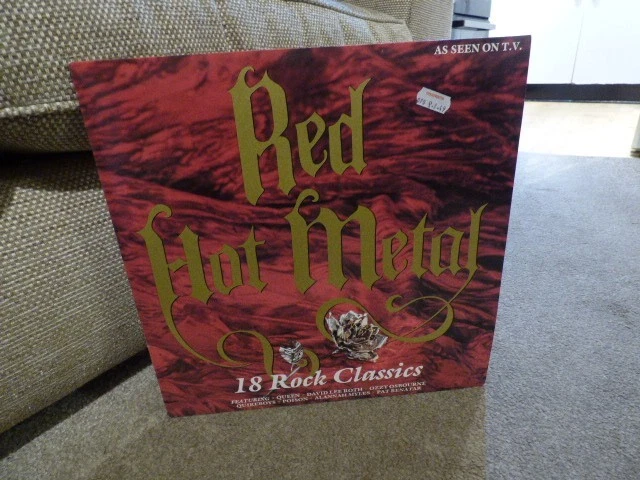 AS SEEN ON T.V.
Red
Hot Metal
18 Rock Classics
FEATURING - QUEEN - DAVID LEE ROTH - OZZY OSBOURNE
QUIREBOYS - POISON - ALANNAH MYLES - PAT BENATAR